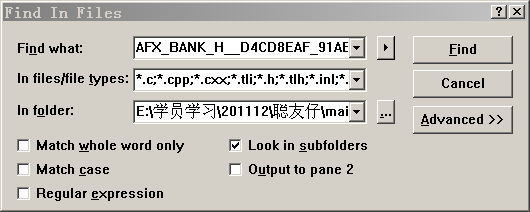 Find In Files
Find what: AFX_BANK_H__D4CD8EAF_91AE
Find
In files/file types: *.c;*.cpp;*.cxx;*.tli;*.h;*.tlh;*.inl;*.
Cancel
In folder: E:\学员学习\201112\聪友仔\mai
...
Advanced >>
Match whole word only
Look in subfolders
Match case
Output to pane 2
Regular expression